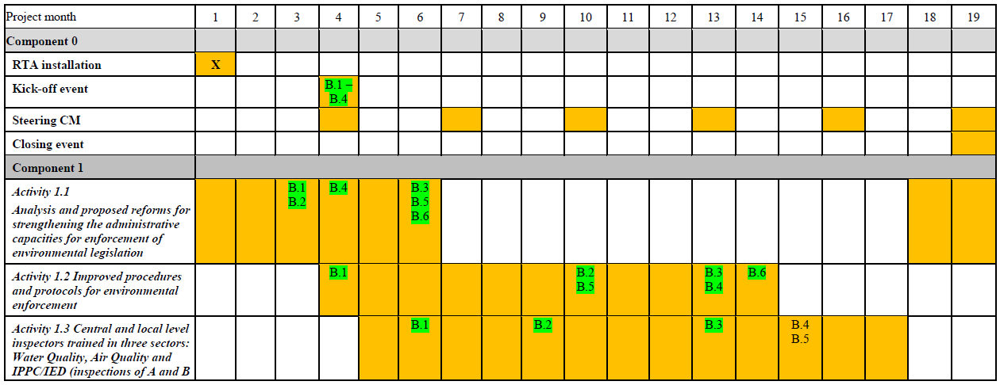 Project month 1 2 3 4 5 6 7 8 9 10 11 12 13 14 15 16 17 18 19
Component 0
RTA installation X
Kick-off event B.1 –
B.4
Steering CM
Closing event
Component 1
Activity 1.1 B.1 B.4 B.3
B.2 B.5
Analysis and proposed reforms for B.6
strengthening the administrative
capacities for enforcement of
environmental legislation
Activity 1.2 Improved procedures B.1 B.2 B.3 B.6
and protocols for environmental B.5 B.4
enforcement
Activity 1.3 Central and local level B.1 B.2 B.3 B.4
inspectors trained in three sectors: B.5
Water Quality, Air Quality and
IPPC/IED (inspections of A and B